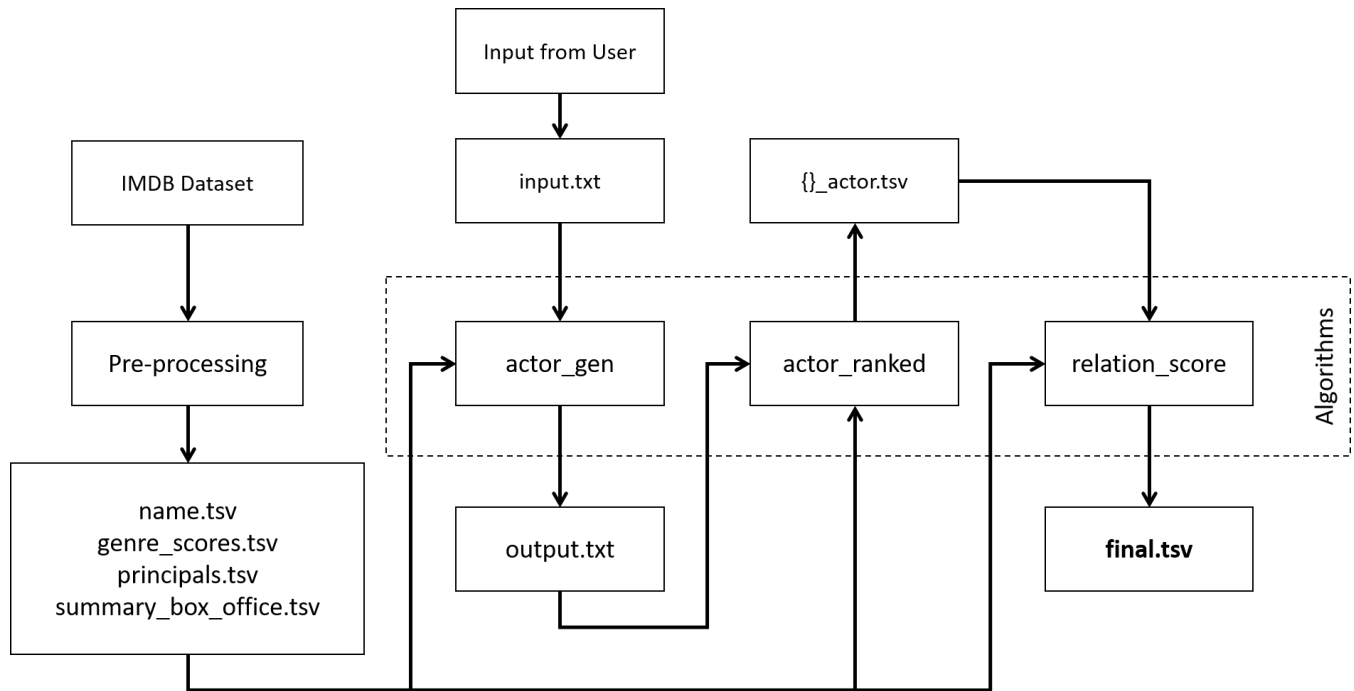 Input from User
IMDB Dataset
input.txt
{}_actor.tsv
Pre-processing
actor_gen
actor_ranked
relation_score
Algorithms
name.tsv
genre_scores.tsv
principals.tsv
summary_box_office.tsv
output.txt
final.tsv